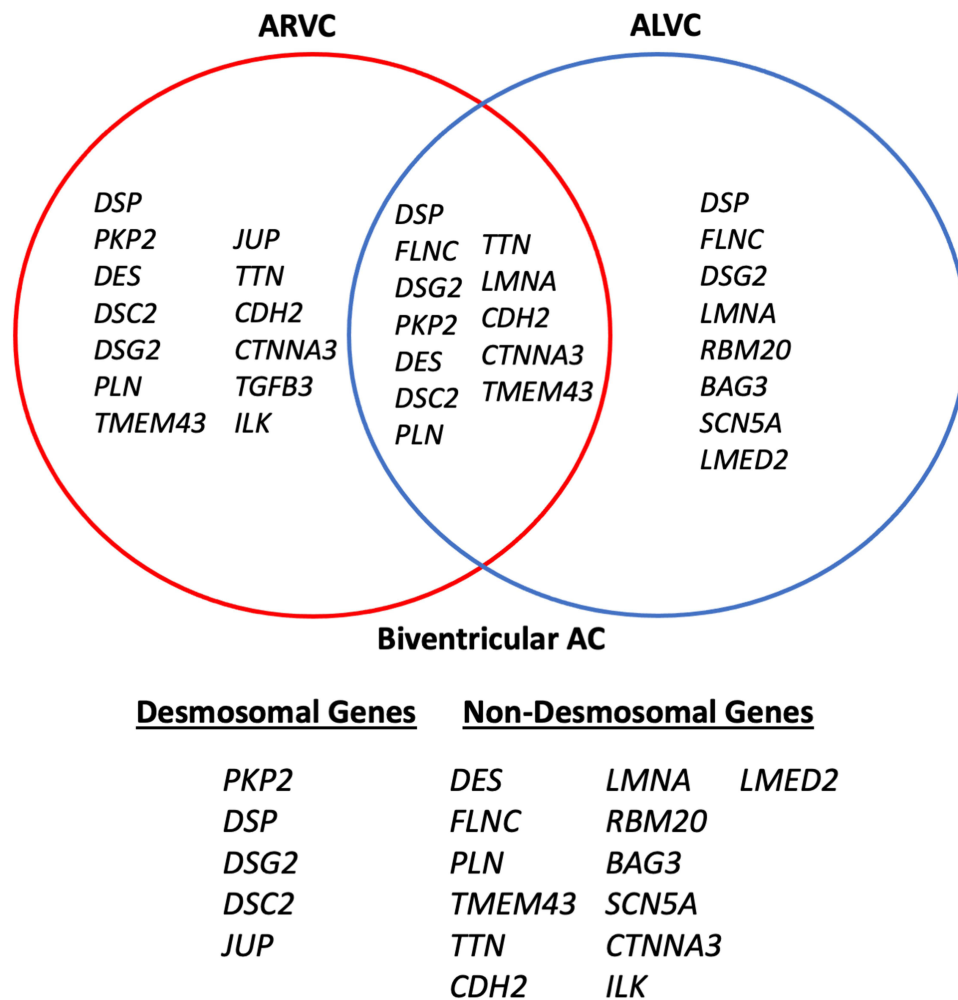 ARVC
ALVC
DSP
PKP2
DES
DSC2
DSG2
PLN
TMEM43
JUP
TTN
CDH2
CTNNA3
TGFB3
ILK
DSP
FLNC
DSG2
PKP2
DES
DSC2
PLN
TTN
LMNA
CDH2
CTNNA3
TMEM43
DSP
FLNC
DSG2
LMNA
RBM20
BAG3
SCN5A
LMED2
Biventricular AC
Desmosomal Genes
PKP2
DSP
DSG2
DSC2
JUP
Non-Desmosomal Genes
DES
FLNC
PLN
TMEM43
TTN
CDH2
LMNA
RBM20
BAG3
SCN5A
CTNNA3
ILK
LMED2